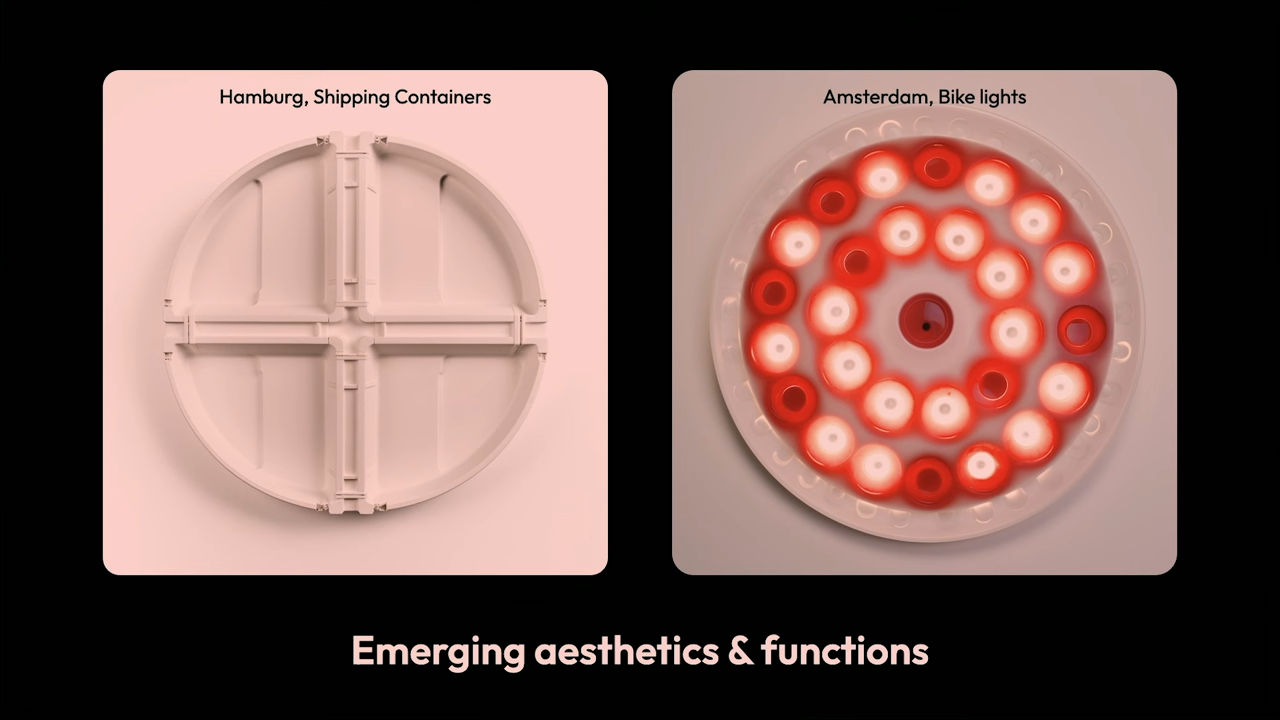 Hamburg, Shipping Containers
Amsterdam, Bike lights
Emerging aesthetics & functions